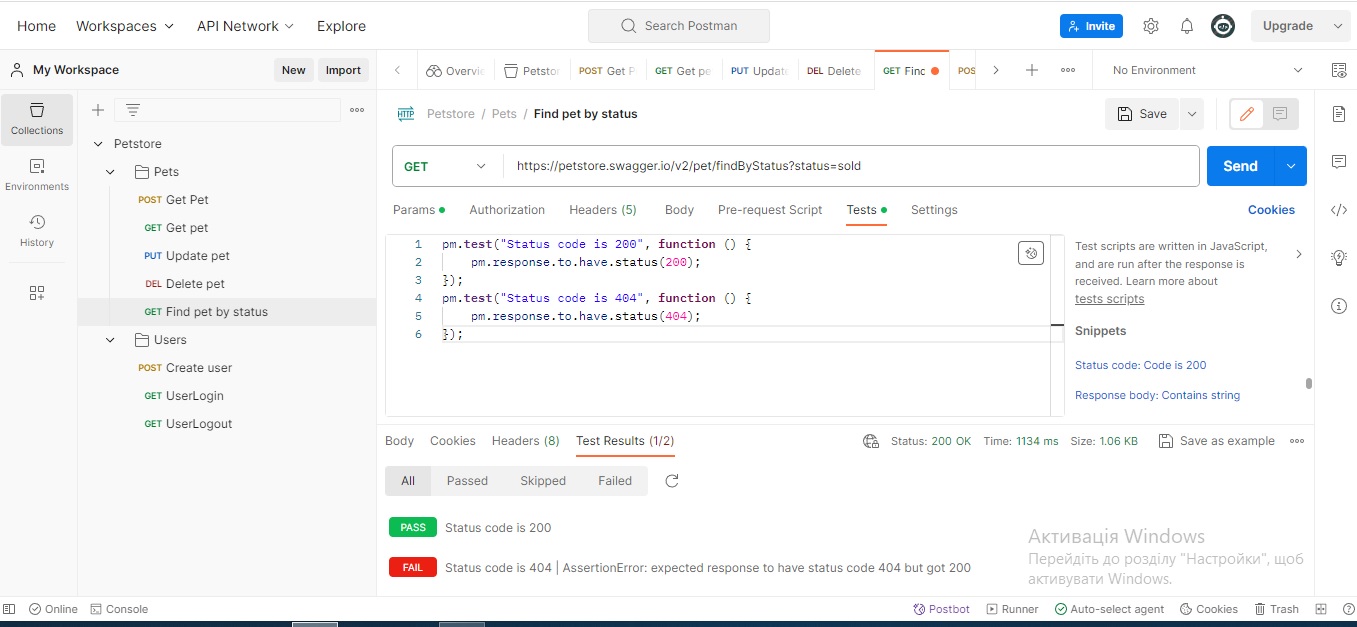 Home Workspaces API Network Explore Search Postman Invite Upgrade
My Workspace New Import Overvi Petstor POST Get P GET Get pe PUT Updat DEL Delete GET Find POS No Environment
Collections
Environments
History
Petstore
Pets
POST Get Pet
GET Get pet
PUT Update pet
DEL Delete pet
GET Find pet by status
Users
POST Create user
GET UserLogin
GET UserLogout
HTTP Petstore / Pets / Find pet by status Save
GET https://petstore.swagger.io/v2/pet/findByStatus?status=sold Send
Params Authorization Headers (5) Body Pre-request Script Tests Settings Cookies
1 pm.test("Status code is 200", function () {
2 pm.response.to.have.status(200);
3 });
4 pm.test("Status code is 404", function () {
5 pm.response.to.have.status(404);
6 });
Test scripts are written in JavaScript,
and are run after the response is
received. Learn more about
tests scripts
Snippets
Status code: Code is 200
Response body: Contains string
Body Cookies Headers (8) Test Results (1/2) Status: 200 OK Time: 1134 ms Size: 1.06 KB Save as example
All Passed Skipped Failed
PASS Status code is 200
FAIL Status code is 404 | AssertionError: expected response to have status code 404 but got 200
Активація Windows
Перейдіть до розділу "Настройки", щоб
активувати Windows.
Online Console Postbot Runner Auto-select agent Cookies Trash